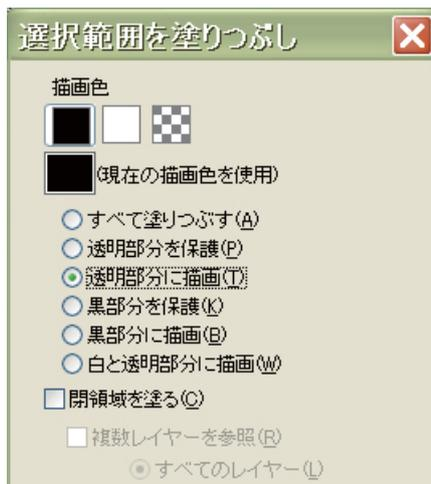 選択範囲を塗りつぶし
描画色
(現在の描画色を使用)
すべて塗りつぶす(A)
透明部分を保護(P)
透明部分に描画(T)
黒部分を保護(K)
黒部分に描画(B)
白と透明部分に描画(W)
閉領域を塗る(C)
複数レイヤーを参照(R)
すべてのレイヤー(L)